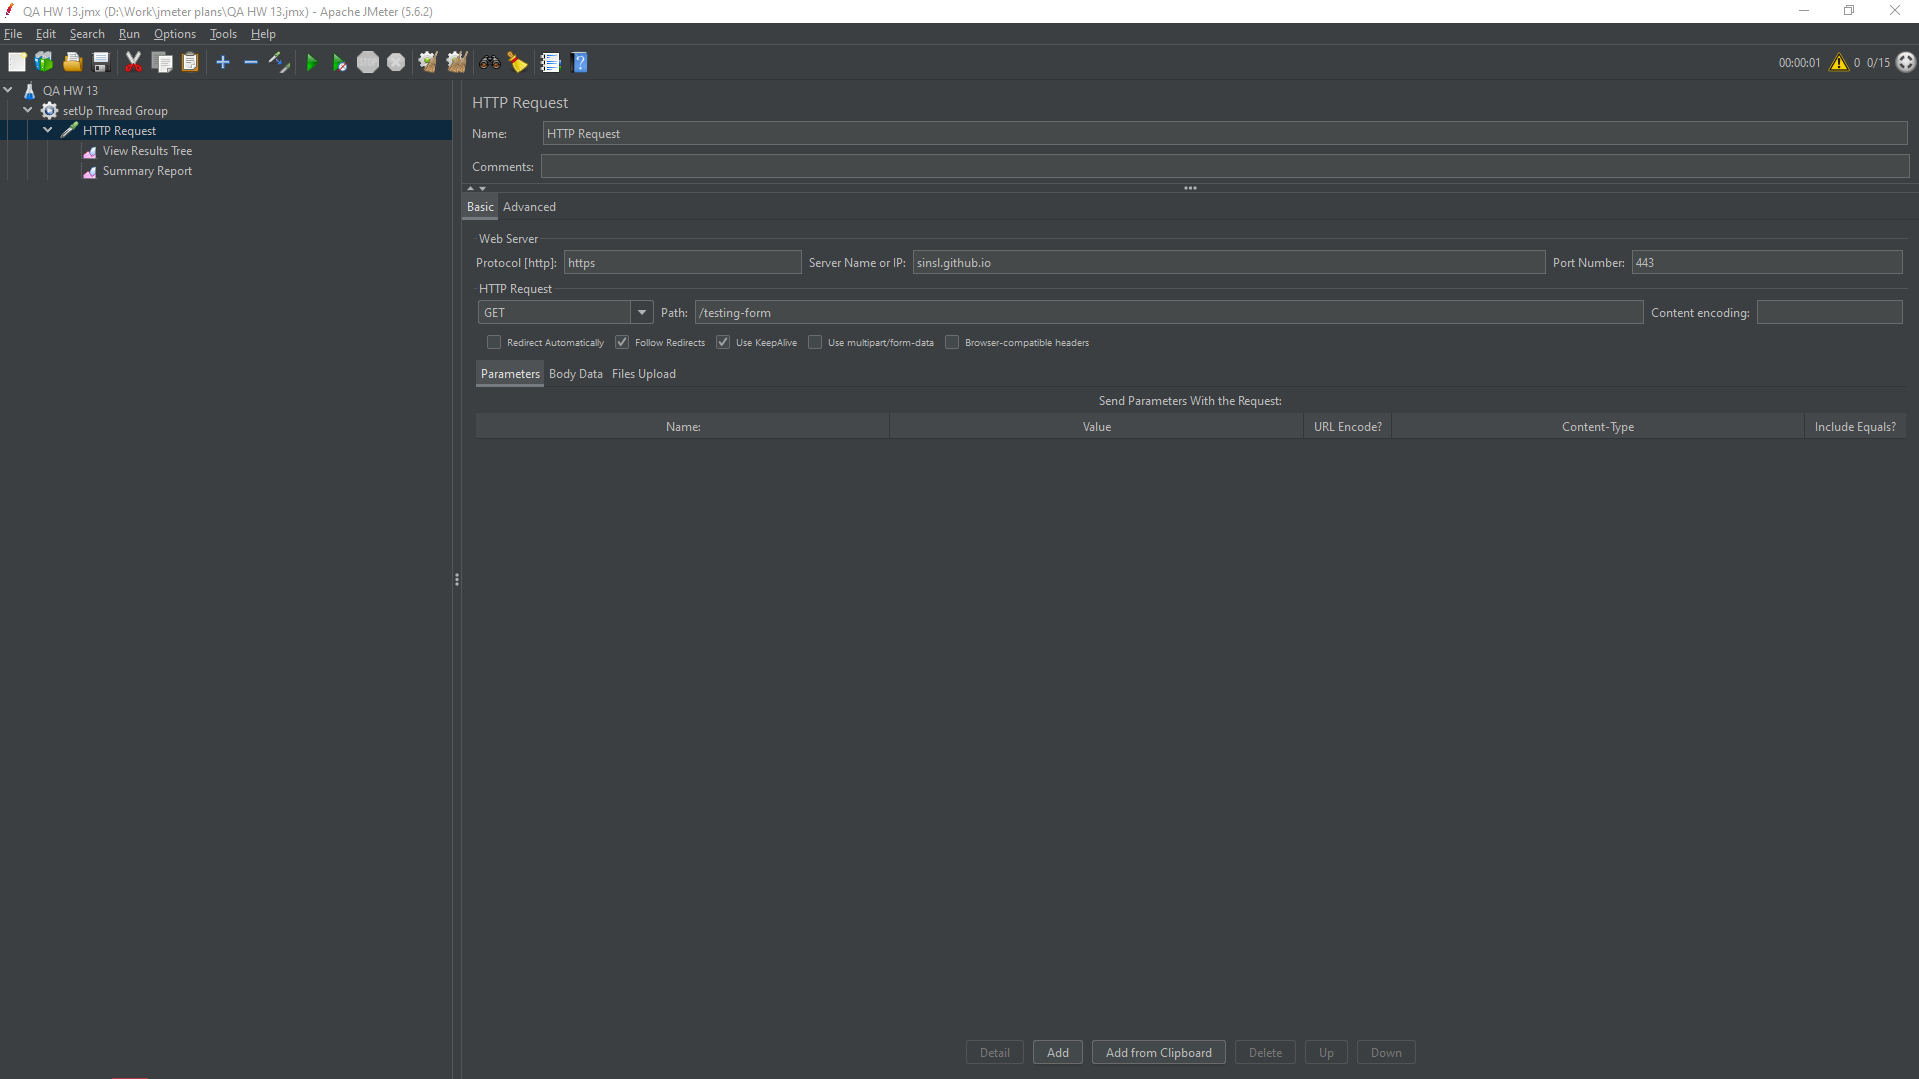 QA HW 13.jmx (D:\Work\jmeter plans\QA HW 13.jmx) - Apache JMeter (5.6.2)
File Edit Search Run Options Tools Help
00:00:01 0 0/15
QA HW 13
setUp Thread Group
HTTP Request
View Results Tree
Summary Report
HTTP Request
Name: HTTP Request
Comments:
Basic Advanced
Web Server
Protocol [http]: https Server Name or IP: sinsl.github.io Port Number: 443
HTTP Request
GET Path: /testing-form Content encoding:
Redirect Automatically Follow Redirects Use KeepAlive Use multipart/form-data Browser-compatible headers
Parameters Body Data Files Upload
Send Parameters With the Request:
Name: Value URL Encode? Content-Type Include Equals?
Detail Add Add from Clipboard Delete Up Down